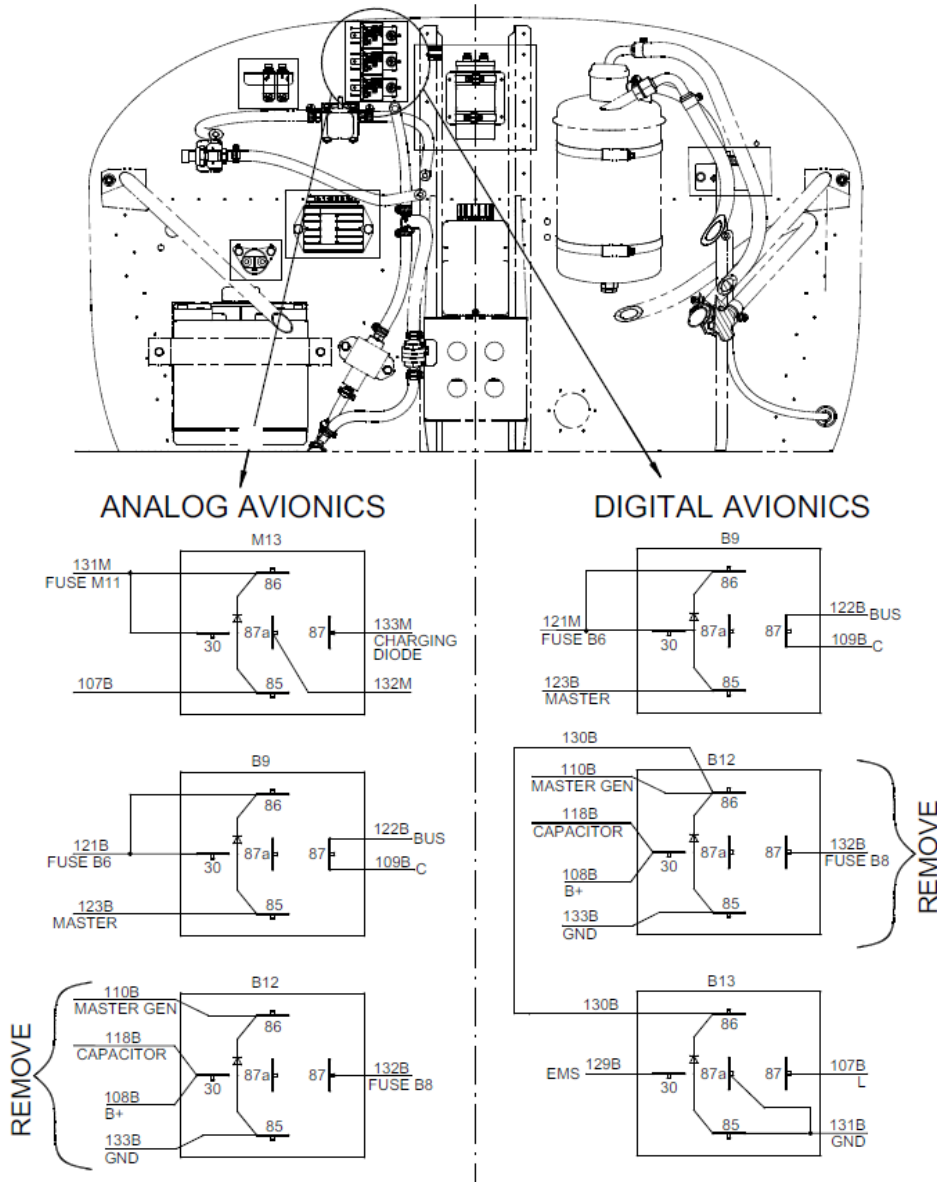 ANALOG AVIONICS
M13
131M
FUSE M11
86
30
87a
87
133M
CHARGING
DIODE
107B
85
132M
B9
86
121B
FUSE B6
30
87a
87
122B
BUS
109B
C
123B
MASTER
85
REMOVE
B12
110B
MASTER GEN
86
118B
CAPACITOR
30
87a
87
132B
FUSE B8
108B
B+
133B
GND
85
DIGITAL AVIONICS
B9
86
121M
FUSE B6
30
87a
87
122B
BUS
109B
C
123B
MASTER
85
130B
B12
110B
MASTER GEN
86
118B
CAPACITOR
30
87a
87
132B
FUSE B8
108B
B+
133B
GND
85
REMOVE
B13
130B
86
EMS
129B
30
87a
87
107B
L
85
131B
GND